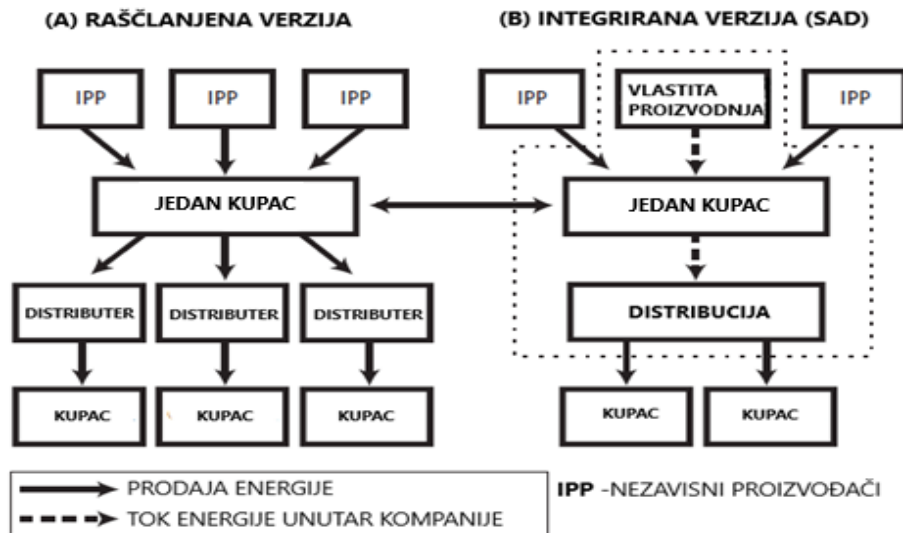 (A) RAŠČLANJENA VERZIJA
(B) INTEGRIRANA VERZIJA (SAD)
IPP
IPP
IPP
IPP
VLASTITA
PROIZVODNJA
IPP
JEDAN KUPAC
JEDAN KUPAC
DISTRIBUTER
DISTRIBUTER
DISTRIBUTER
DISTRIBUCIJA
KUPAC
KUPAC
KUPAC
KUPAC
KUPAC
PRODAJA ENERGIJE
TOK ENERGIJE UNUTAR KOMPANIJE
IPP -NEZAVISNI PROIZVOĐAČI